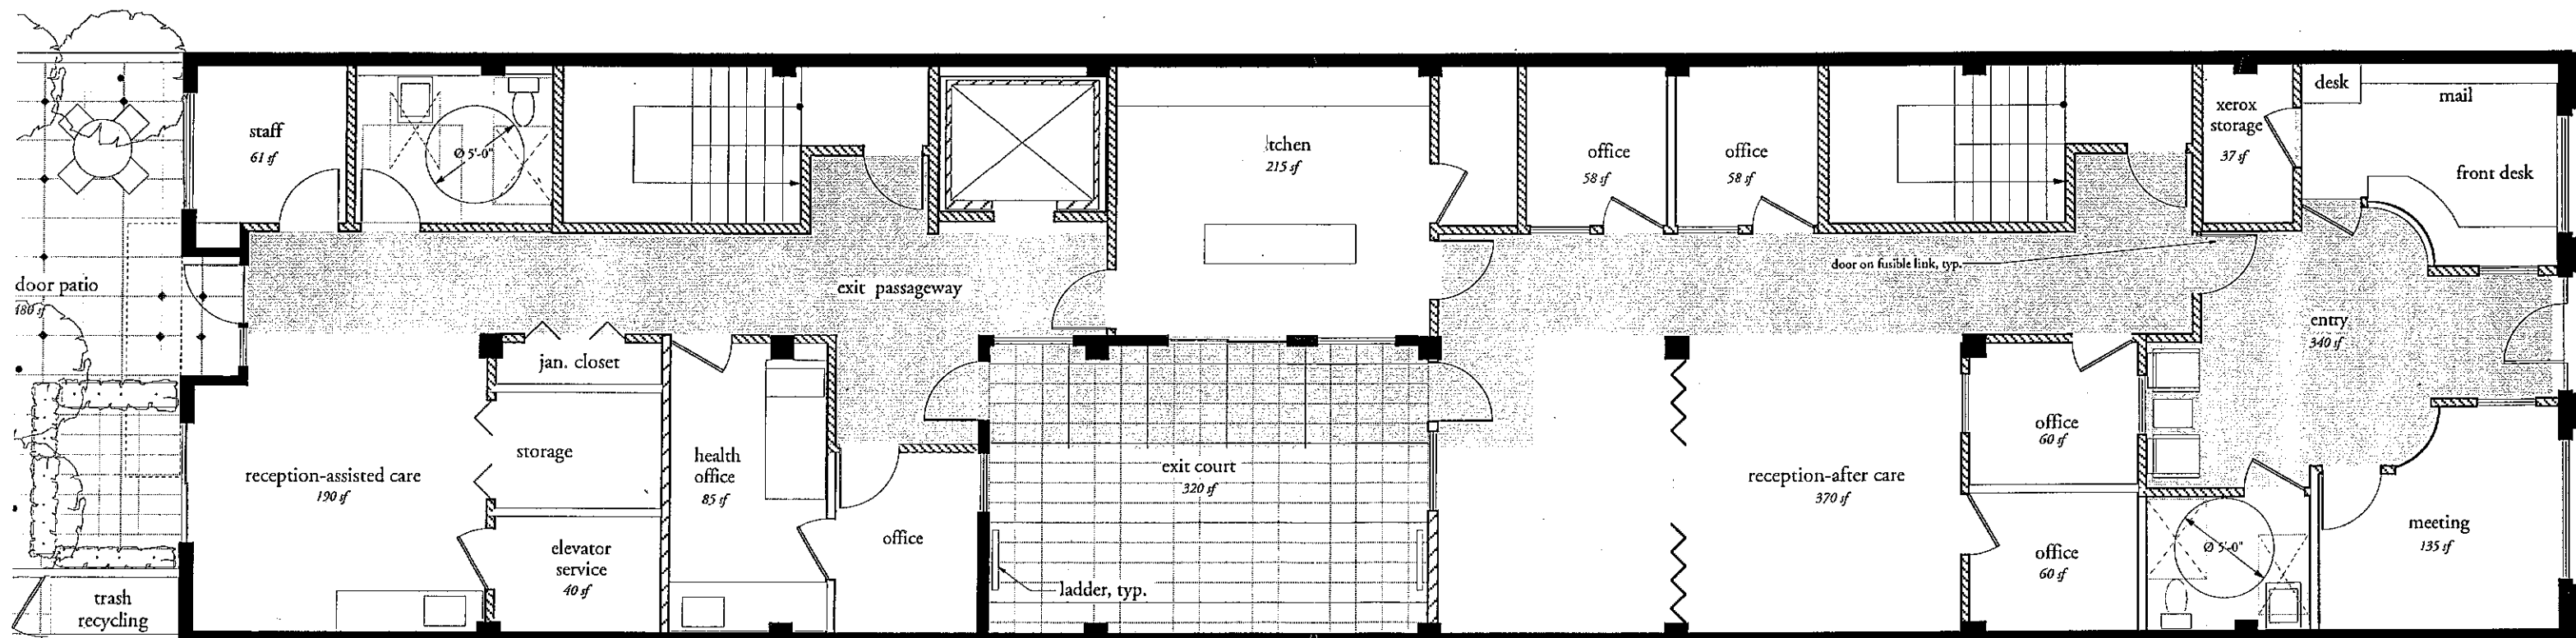 desk
mail
xerox
storage
37 sf
staff
61 sf
Ø 5'-0"
tchen
215 sf
office
58 sf
office
58 sf
front desk
door on fusible link, typ.
door patio
180 sf
exit passageway
entry
340 sf
jan. closet
storage
health
office
85 sf
reception-assisted care
190 sf
exit court
320 sf
reception-after care
370 sf
office
60 sf
office
elevator
service
40 sf
ladder, typ.
office
60 sf
Ø 5'-0"
meeting
135 sf
trash
recycling